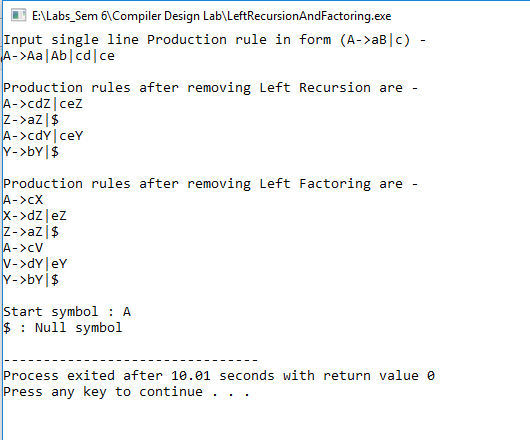 E:\Labs_Sem 6\Compiler Design Lab\LeftRecursionAndFactoring.exe
Input single line Production rule in form (A->aB|c) -
A->Aa|Ab|cd|ce
Production rules after removing Left Recursion are -
A->cdZ|ceZ
Z->aZ|$
A->cdY|ceY
Y->bY|$
Production rules after removing Left Factoring are -
A->cX
X->dZ|eZ
Z->aZ|$
A->cV
V->dY|eY
Y->bY|$
Start symbol : A
$ : Null symbol
--------------------------------
Process exited after 10.01 seconds with return value 0
Press any key to continue . . .